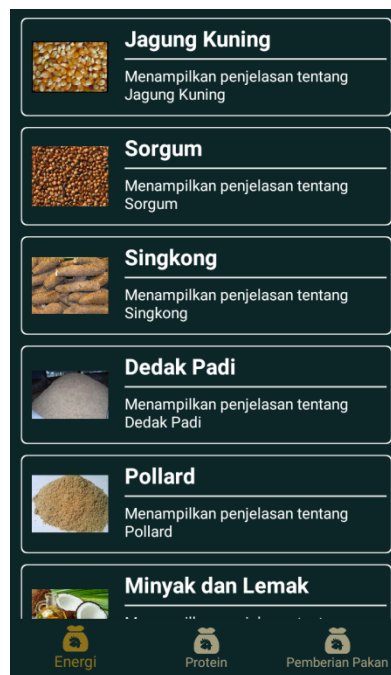 Jagung Kuning
Menampilkan penjelasan tentang
Jagung Kuning
Sorgum
Menampilkan penjelasan tentang
Sorgum
Singkong
Menampilkan penjelasan tentang
Singkong
Dedak Padi
Menampilkan penjelasan tentang
Dedak Padi
Pollard
Menampilkan penjelasan tentang
Pollard
Minyak dan Lemak
Energi
Protein
Pemberian Pakan